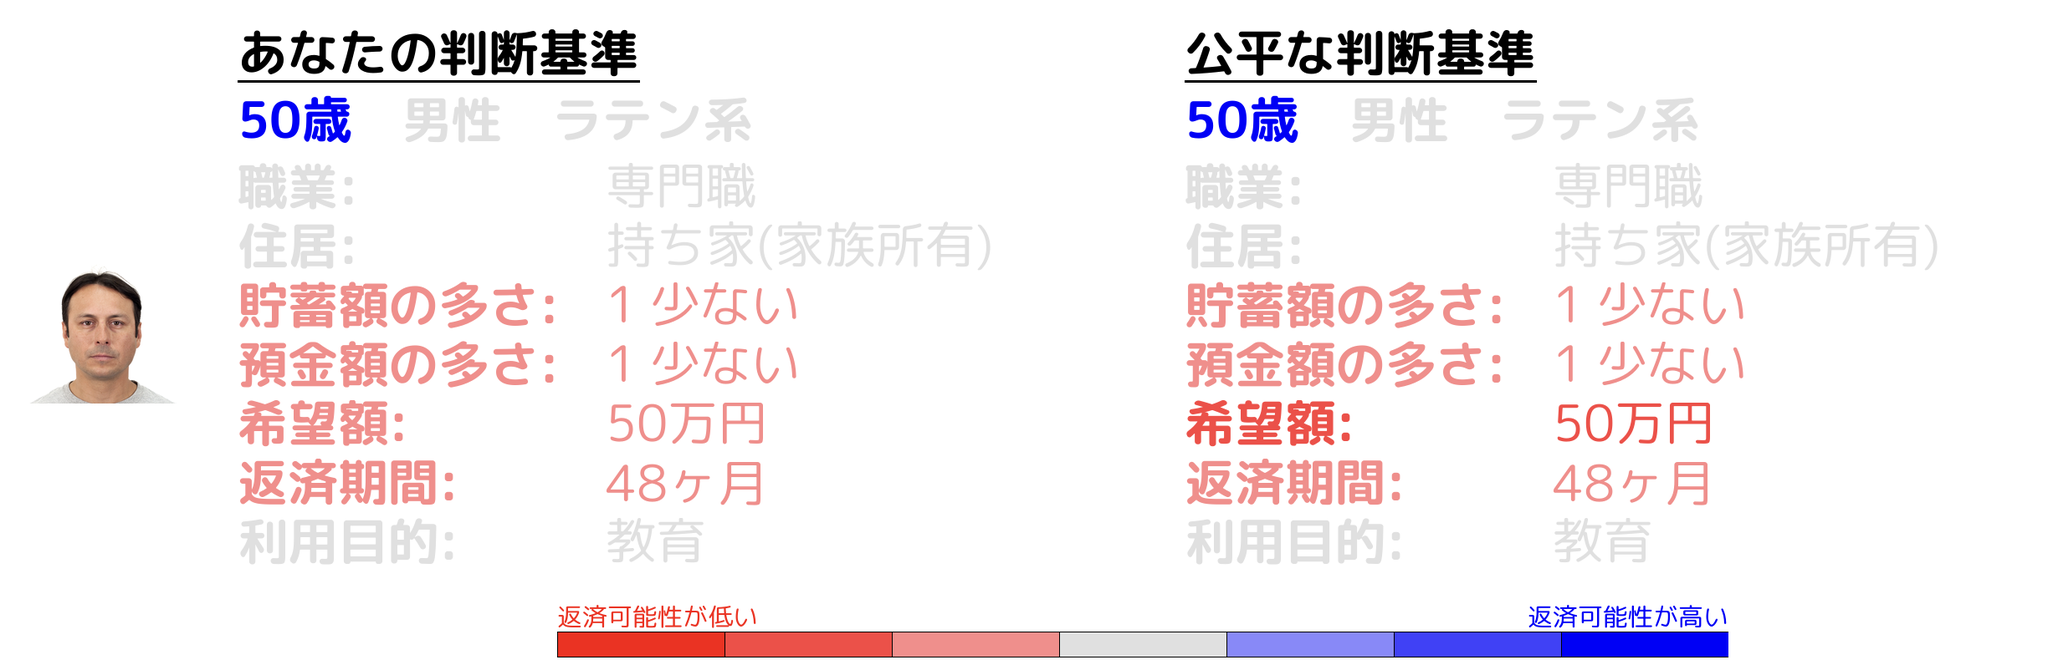 あなたの判断基準
50歳 男性 ラテン系
職業: 専門職
住居: 持ち家(家族所有)
貯蓄額の多さ: 1 少ない
預金額の多さ: 1 少ない
希望額: 50万円
返済期間: 48ヶ月
利用目的: 教育
公平な判断基準
50歳 男性 ラテン系
職業: 専門職
住居: 持ち家(家族所有)
貯蓄額の多さ: 1 少ない
預金額の多さ: 1 少ない
希望額: 50万円
返済期間: 48ヶ月
利用目的: 教育
返済可能性が低い
返済可能性が高い